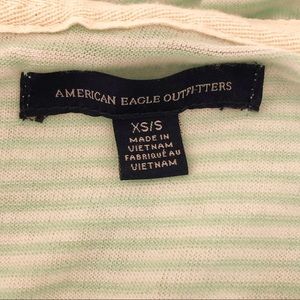 AMERICAN EAGLE OUTFITTERS
XS/S
MADE IN
VIETNAM
FABRIQUÉ AU
VIETNAM